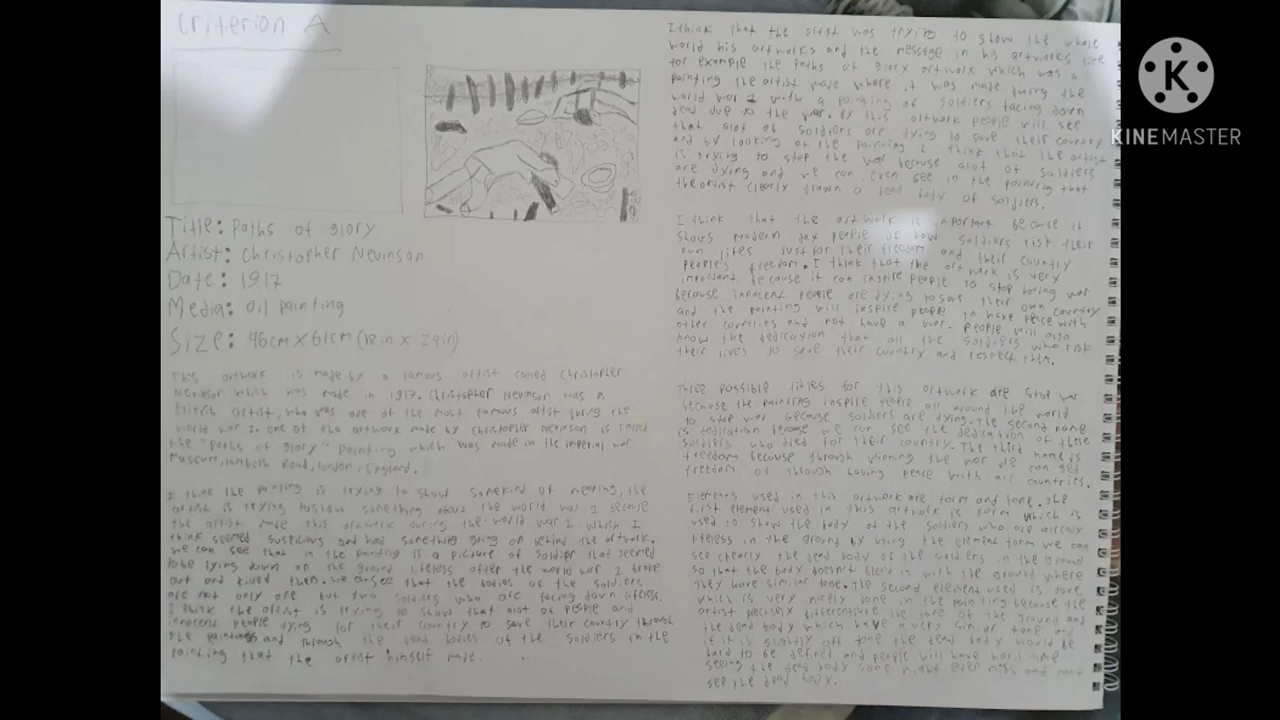 Criterion A
Title: Paths of glory
Artist: Christopher Nevinson
Date: 1917
Media: Oil painting
Size: 46cm x 61cm (18in x 24in)
This artwork is made by a famous artist called Christopher
Nevinson which was made in 1917. Christopher Nevinson was a
British artist, who was one of the most famous artist during the
world war I. one of the artwork made by Christopher Nevinson is called
the "Paths of glory" Painting which was made in the imperial war
Museum, Lambeth Road, London, England.
I think the painting is trying to show somekind of meaning, the
artist is trying to show something about the world war I because
the artist made this artwork during the world war I which I
think seemed suspicious and had something going on behind the artwork.
we can see that in the painting is a picture of soldier that seemed
to be lying down on the ground lifeless after the world war I broke
out and killed them. we can see that the bodies of the soldiers
are not only one but two soldiers who are facing down lifeless.
I think the artist is trying to show that alot of people and
innocent people dying for their country to save their country through
the paintings and through the dead bodies of the soldiers in the
painting that the artist himself made.
I think that the artist was trying to show the whole
world his artworks and the message in his artworks like
for example the Paths of glory artwork which was a
painting the artist made where it was made during the
world war I with a painting of soldiers facing down
dead due to the war. By this artwork people will see
that alot of soldiers are dying to save their country
and by looking at the painting I think that the artist
is trying to stop the war because alot of soldiers
are dying and we can even see in the painting that
the artist clearly drawn a dead body of soldiers.
I think that the artwork is important because it
shows modern day people of how soldiers risk their
own lifes just for their freedom and their country
people's freedom. I think that the artwork is very
important because it can inspire people to stop having war
because innocent people are dying to save their own country
and the painting will inspire people to have peace with
other countries and not have a war. People will also
know the dedication that all the soldiers who risk
their lives to save their country and respect them.
Three possible titles for this artwork are stop war
because the painting inspire people all around the world
to stop war because soldiers are dying. The second name
is dedication because we can see the dedication of these
soldiers who died for their country. The third name is
freedom because through winning the war we can get
freedom or through having peace with all countries.
Elements used in this artwork are form and tone. The
first element used in this artwork is form which is
used to show the body of the soldiers who are already
lifeless in the ground by using the element form we can
see clearly the dead body of the soldiers in the ground
so that the body doesn't blend in with the ground where
they have similar tone. The second element used is tone
which is very nicely done in the painting because the
artist precisely differentiate the tone of the ground and
the dead body which have a very similar tone and
if it is slightly off tone the dead body would be
hard to be defined and people will have hard time
seeing the dead body some might even miss and not
see the dead body.
KINEMASTER